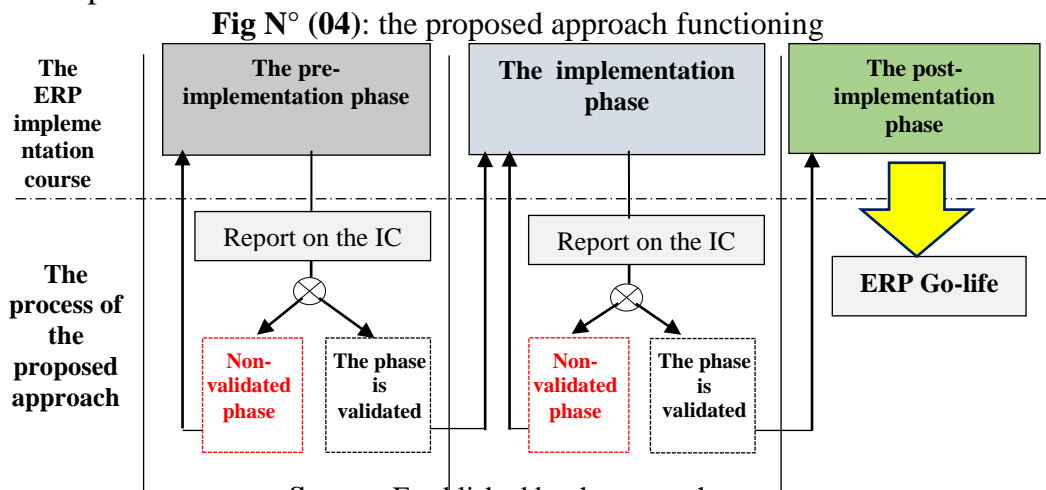 Fig N° (04): the proposed approach functioning
The
ERP
impleme
ntation
course
The pre-
implementation phase
The implementation
phase
The post-
implementation
phase
Report on the IC
Report on the IC
ERP Go-life
The
process of
the
proposed
approach
Non-
validated
phase
The phase
is
validated
Non-
validated
phase
The phase
is
validated